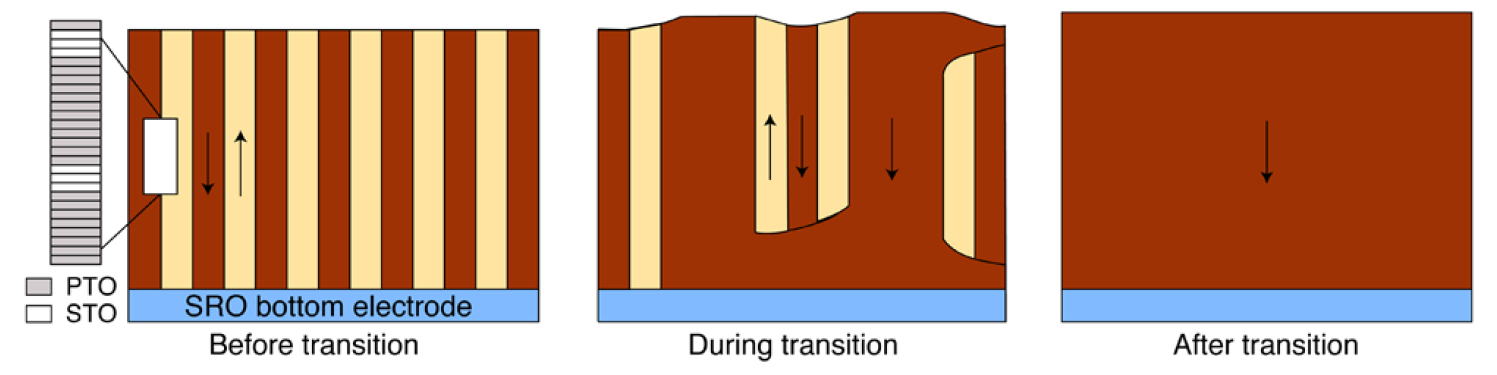 PTO
STO
SRO bottom electrode
Before transition
During transition
After transition